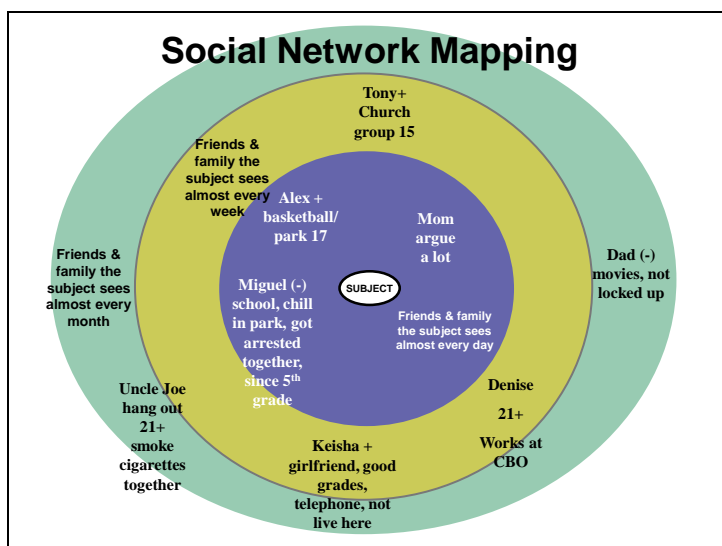 Social Network Mapping
Tony+
Church
group 15
Friends &
family the
subject sees
almost every
week
Alex +
basketball/
park 17
Mom
argue
a lot
Friends &
family the
subject sees
almost every
month
Dad (-)
movies, not
locked up
Miguel (-)
school, chill
in park, got
arrested
together,
since 5th
grade
SUBJECT
Friends & family
the subject sees
almost every day
Uncle Joe
hang out
21+
smoke
cigarettes
together
Denise
21+
Works at
CBO
Keisha +
girlfriend, good
grades,
telephone, not
live here